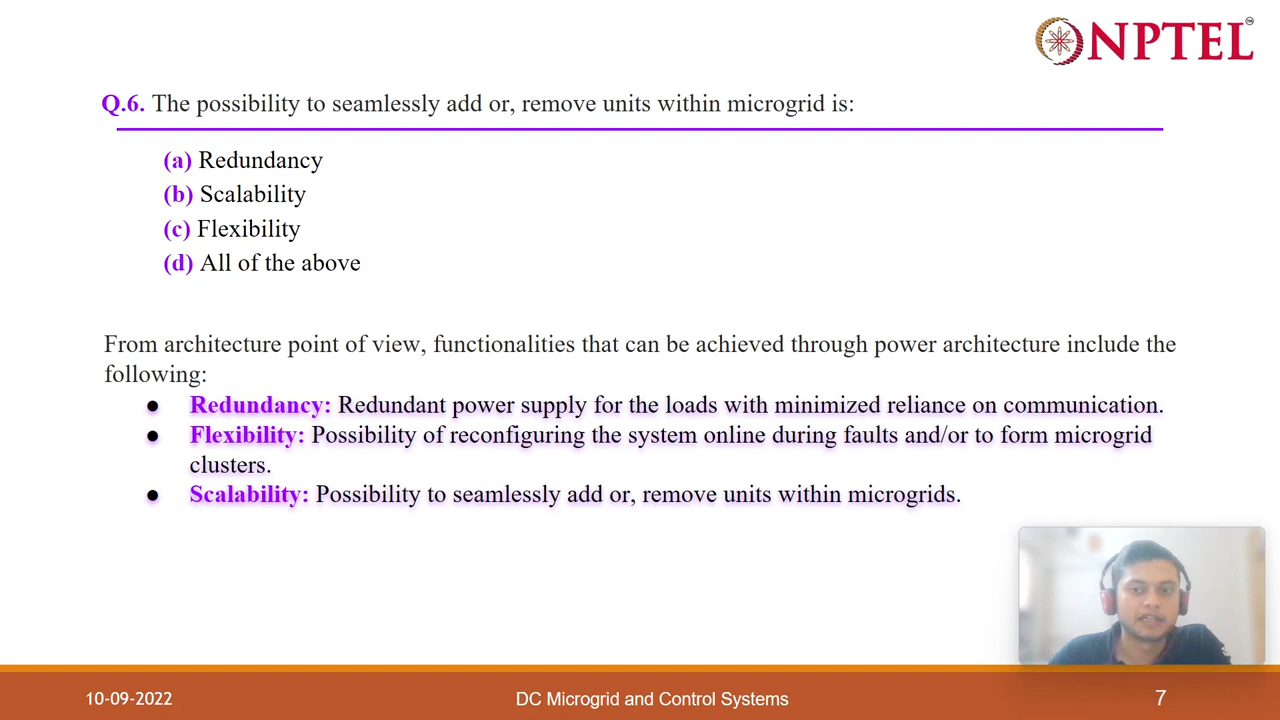 NPTEL
Q.6. The possibility to seamlessly add or, remove units within microgrid is:
(a) Redundancy
(b) Scalability
(c) Flexibility
(d) All of the above
From architecture point of view, functionalities that can be achieved through power architecture include the
following:
● Redundancy: Redundant power supply for the loads with minimized reliance on communication.
● Flexibility: Possibility of reconfiguring the system online during faults and/or to form microgrid
clusters.
● Scalability: Possibility to seamlessly add or, remove units within microgrids.
10-09-2022
DC Microgrid and Control Systems
7